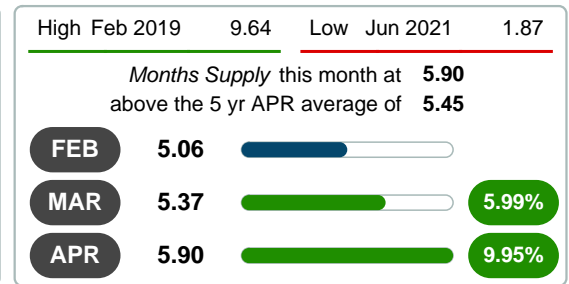 High Feb 2019 9.64 Low Jun 2021 1.87
Months Supply this month at 5.90
above the 5 yr APR average of 5.45
FEB 5.06
MAR 5.37 5.99%
APR 5.90 9.95%